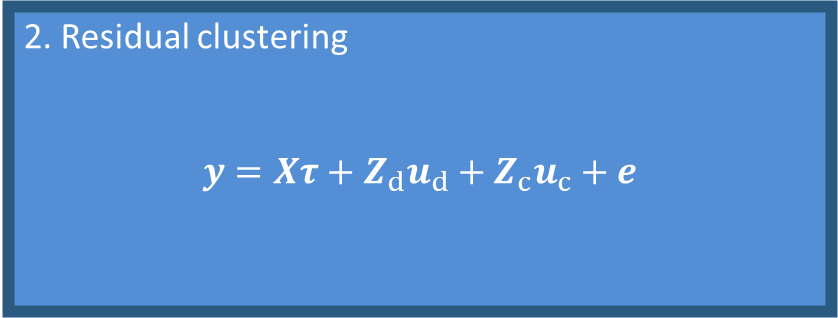 2. Residual clustering
y = Xτ + Z_d u_d + Z_c u_c + e